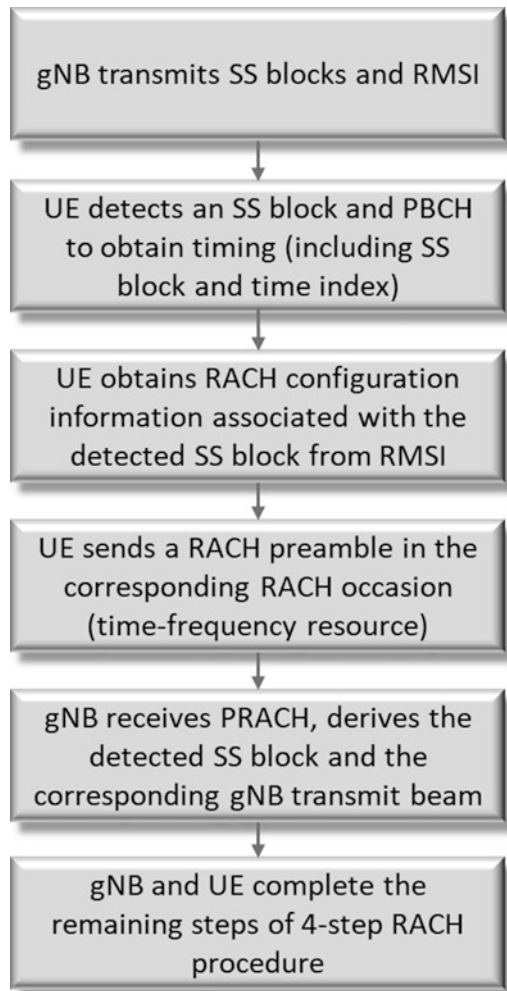 gNB transmits SS blocks and RMSI
UE detects an SS block and PBCH
to obtain timing (including SS
block and time index)
UE obtains RACH configuration
information associated with the
detected SS block from RMSI
UE sends a RACH preamble in the
corresponding RACH occasion
(time-frequency resource)
gNB receives PRACH, derives the
detected SS block and the
corresponding gNB transmit beam
gNB and UE complete the
remaining steps of 4-step RACH
procedure